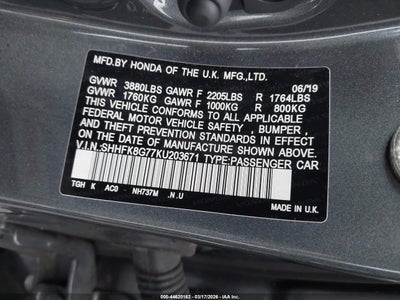 MFD.BY HONDA OF THE U.K. MFG.,LTD.
06/19
GVWR 3880LBS GAWR F 2205LBS R 1764LBS
GVWR 1760KG GAWR F 1000KG R 800KG
THIS VEHICLE CONFORMS TO ALL APPLICABLE
FEDERAL MOTOR VEHICLE SAFETY, BUMPER, AND
THEFT PREVENTION STANDARDS IN EFFECT ON
THE DATE OF MANUFACTURE SHOWN ABOVE.
V.I.N:SHHFK8G77KU203671 TYPE:PASSENGER CAR
TGH K AC0 NH737M .N.U MADE IN U.K.
000-44620162 - 03/17/2026 - IAA, Inc.